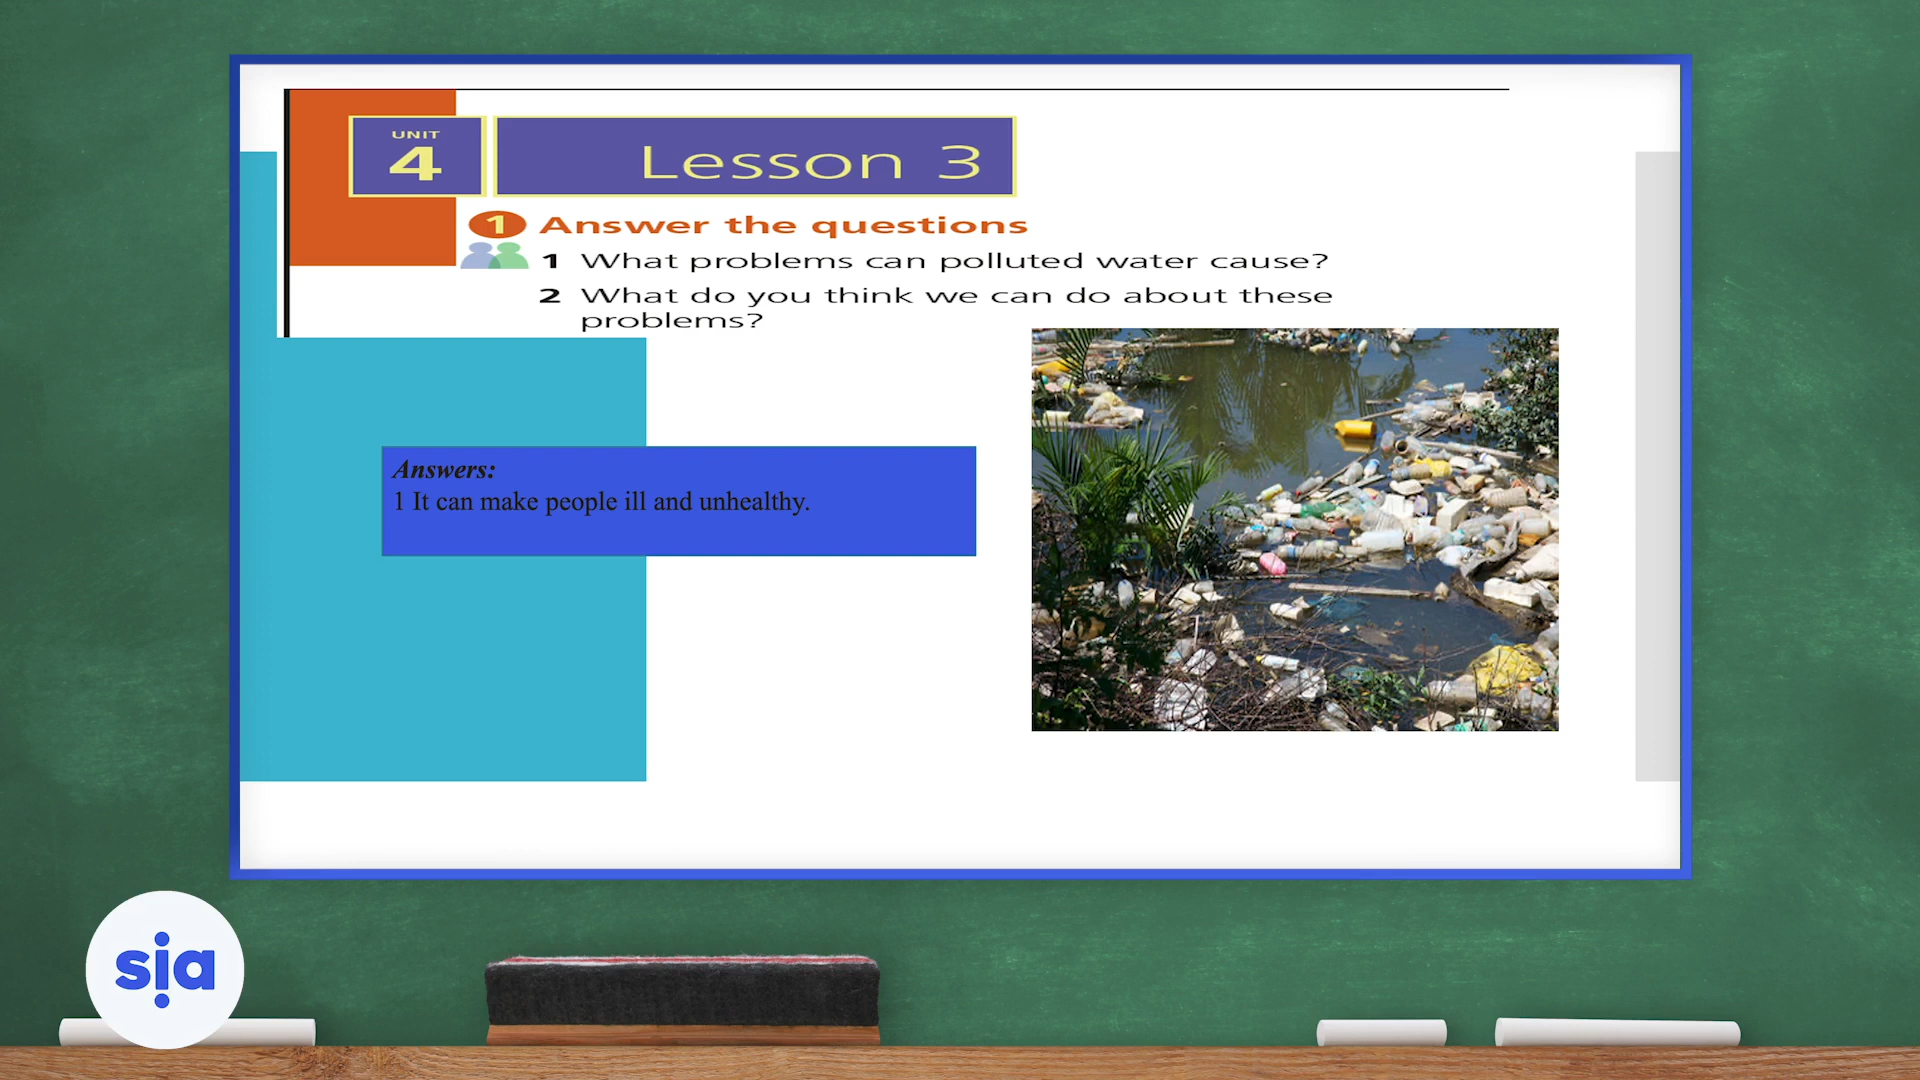 UNIT
4
Lesson 3
1 Answer the questions
1 What problems can polluted water cause?
2 What do you think we can do about these
problems?
Answers:
1 It can make people ill and unhealthy.
sia